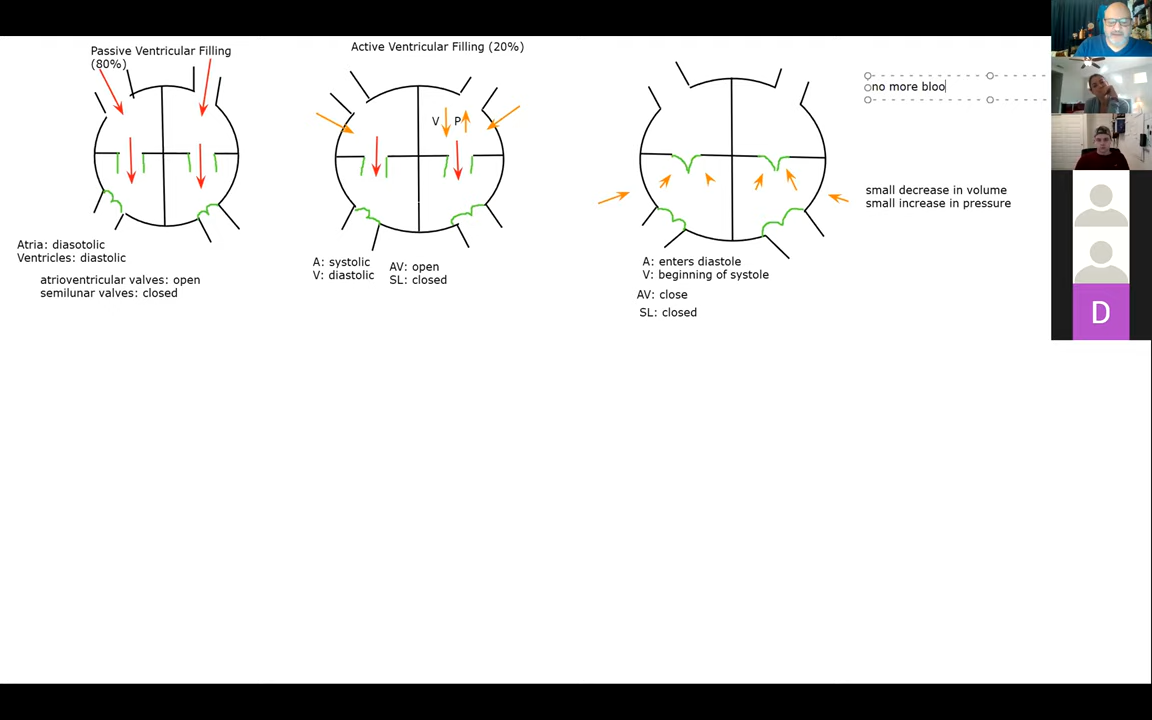 Passive Ventricular Filling
(80%)
Active Ventricular Filling (20%)
no more bloo
V P
small decrease in volume
small increase in pressure
Atria: diasotolic
Ventricles: diastolic
atrioventricular valves: open
semilunar valves: closed
A: systolic
V: diastolic
AV: open
SL: closed
A: enters diastole
V: beginning of systole
AV: close
SL: closed
D